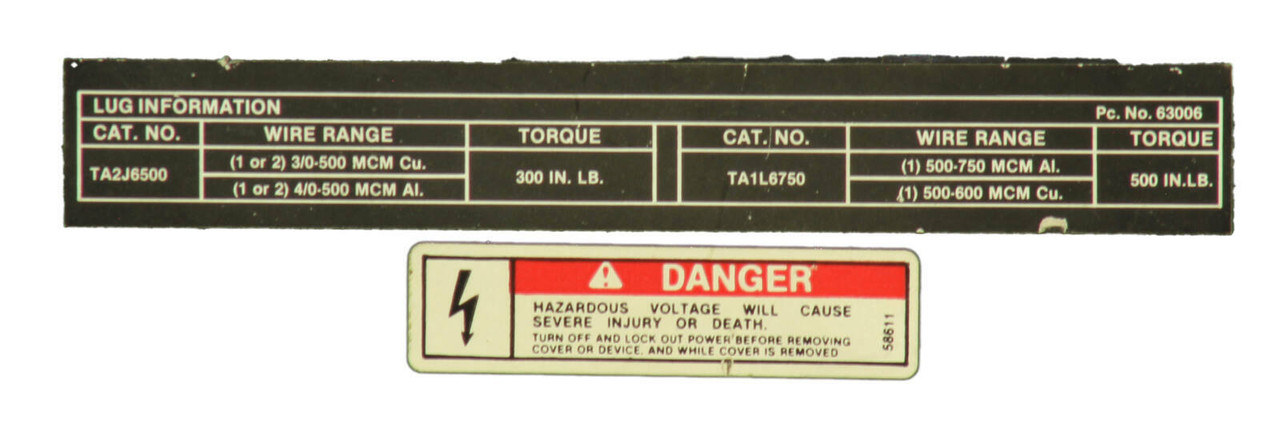 LUG INFORMATION Pc. No. 63006
CAT. NO. WIRE RANGE TORQUE CAT. NO. WIRE RANGE TORQUE
TA2J6500 (1 or 2) 3/0-500 MCM Cu. 300 IN. LB. TA1L6750 (1) 500-750 MCM Al. 500 IN.LB.
(1 or 2) 4/0-500 MCM Al. (1) 500-600 MCM Cu.
DANGER
HAZARDOUS VOLTAGE WILL CAUSE
SEVERE INJURY OR DEATH.
TURN OFF AND LOCK OUT POWER BEFORE REMOVING
COVER OR DEVICE, AND WHILE COVER IS REMOVED
58611